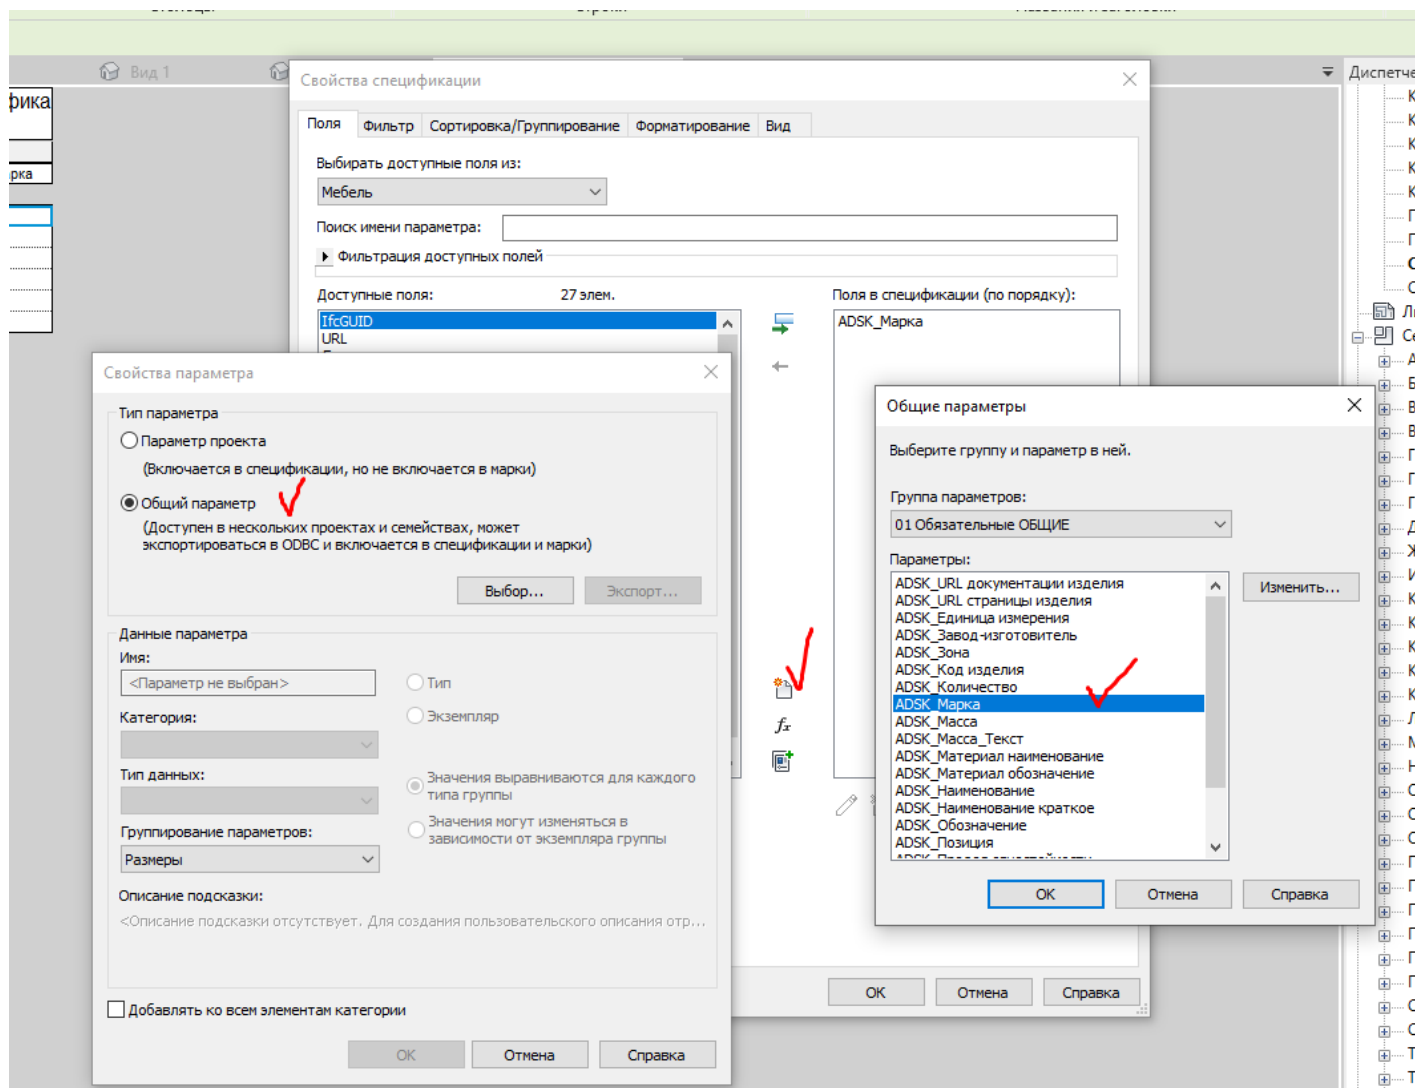 Вид 1
Диспетче
фика
рка
Свойства спецификации
Поля
Фильтр
Сортировка/Группирование
Форматирование
Вид
Выбирать доступные поля из:
Мебель
Поиск имени параметра:
Фильтрация доступных полей
Доступные поля:
27 элем.
Поля в спецификации (по порядку):
IfcGUID
URL
ADSK_Марка
Свойства параметра
Тип параметра
Параметр проекта
(Включается в спецификации, но не включается в марки)
Общий параметр
(Доступен в нескольких проектах и семействах, может
экспортироваться в ODBC и включается в спецификации и марки)
Выбор...
Экспорт...
Данные параметра
Имя:
<Параметр не выбран>
Тип
Категория:
Экземпляр
Тип данных:
Значения выравниваются для каждого
типа группы
Группирование параметров:
Значения могут изменяться в
зависимости от экземпляра группы
Размеры
Описание подсказки:
<Описание подсказки отсутствует. Для создания пользовательского описания отр...
Добавлять ко всем элементам категории
ОК
Отмена
Справка
fx
Общие параметры
Выберите группу и параметр в ней.
Группа параметров:
01 Обязательные ОБЩИЕ
Параметры:
ADSK_URL документации изделия
ADSK_URL страницы изделия
ADSK_Единица измерения
ADSK_Завод-изготовитель
ADSK_Зона
ADSK_Код изделия
ADSK_Количество
ADSK_Марка
ADSK_Масса
ADSK_Масса_Текст
ADSK_Материал наименование
ADSK_Материал обозначение
ADSK_Наименование
ADSK_Наименование краткое
ADSK_Обозначение
ADSK_Позиция
Изменить...
ОК
Отмена
Справка
ОК
Отмена
Справка